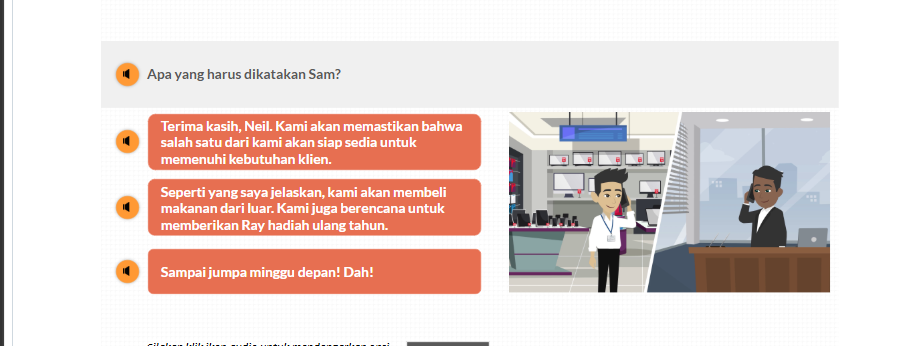 Apa yang harus dikatakan Sam?
Terima kasih, Neil. Kami akan memastikan bahwa
salah satu dari kami akan siap sedia untuk
memenuhi kebutuhan klien.
Seperti yang saya jelaskan, kami akan membeli
makanan dari luar. Kami juga berencana untuk
memberikan Ray hadiah ulang tahun.
Sampai jumpa minggu depan! Dah!